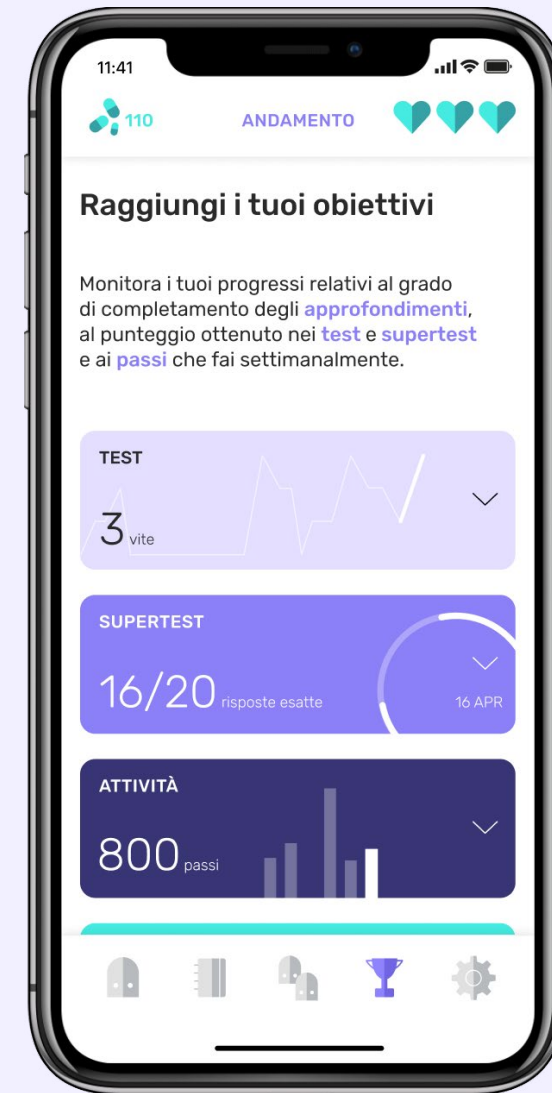 11:41
110
ANDAMENTO
Raggiungi i tuoi obiettivi
Monitora i tuoi progressi relativi al grado
di completamento degli approfondimenti,
al punteggio ottenuto nei test e supertest
e ai passi che fai settimanalmente.
TEST
3 vite
SUPERTEST
16/20 risposte esatte
16 APR
ATTIVITÀ
800 passi